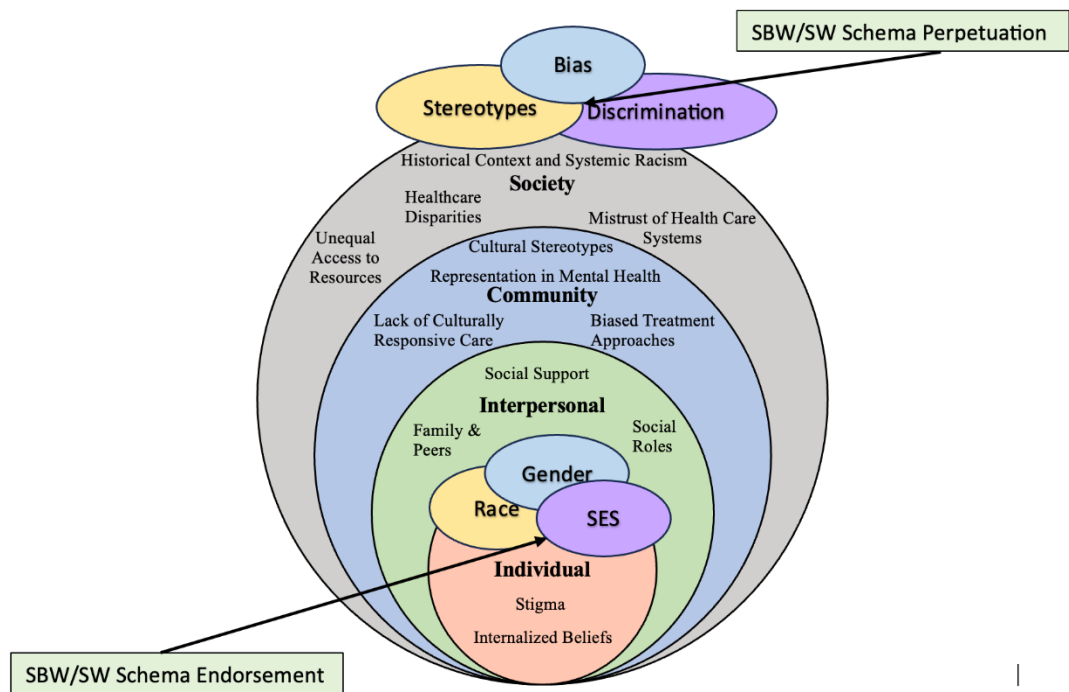 SBW/SW Schema Perpetuation
Bias
Stereotypes
Discrimination
Historical Context and Systemic Racism
Society
Healthcare
Disparities
Mistrust of Health Care
Systems
Unequal
Access to
Resources
Cultural Stereotypes
Representation in Mental Health
Community
Lack of Culturally
Responsive Care
Biased Treatment
Approaches
Social Support
Interpersonal
Family &
Peers
Social
Roles
Gender
Race
SES
Individual
Stigma
Internalized Beliefs
SBW/SW Schema Endorsement